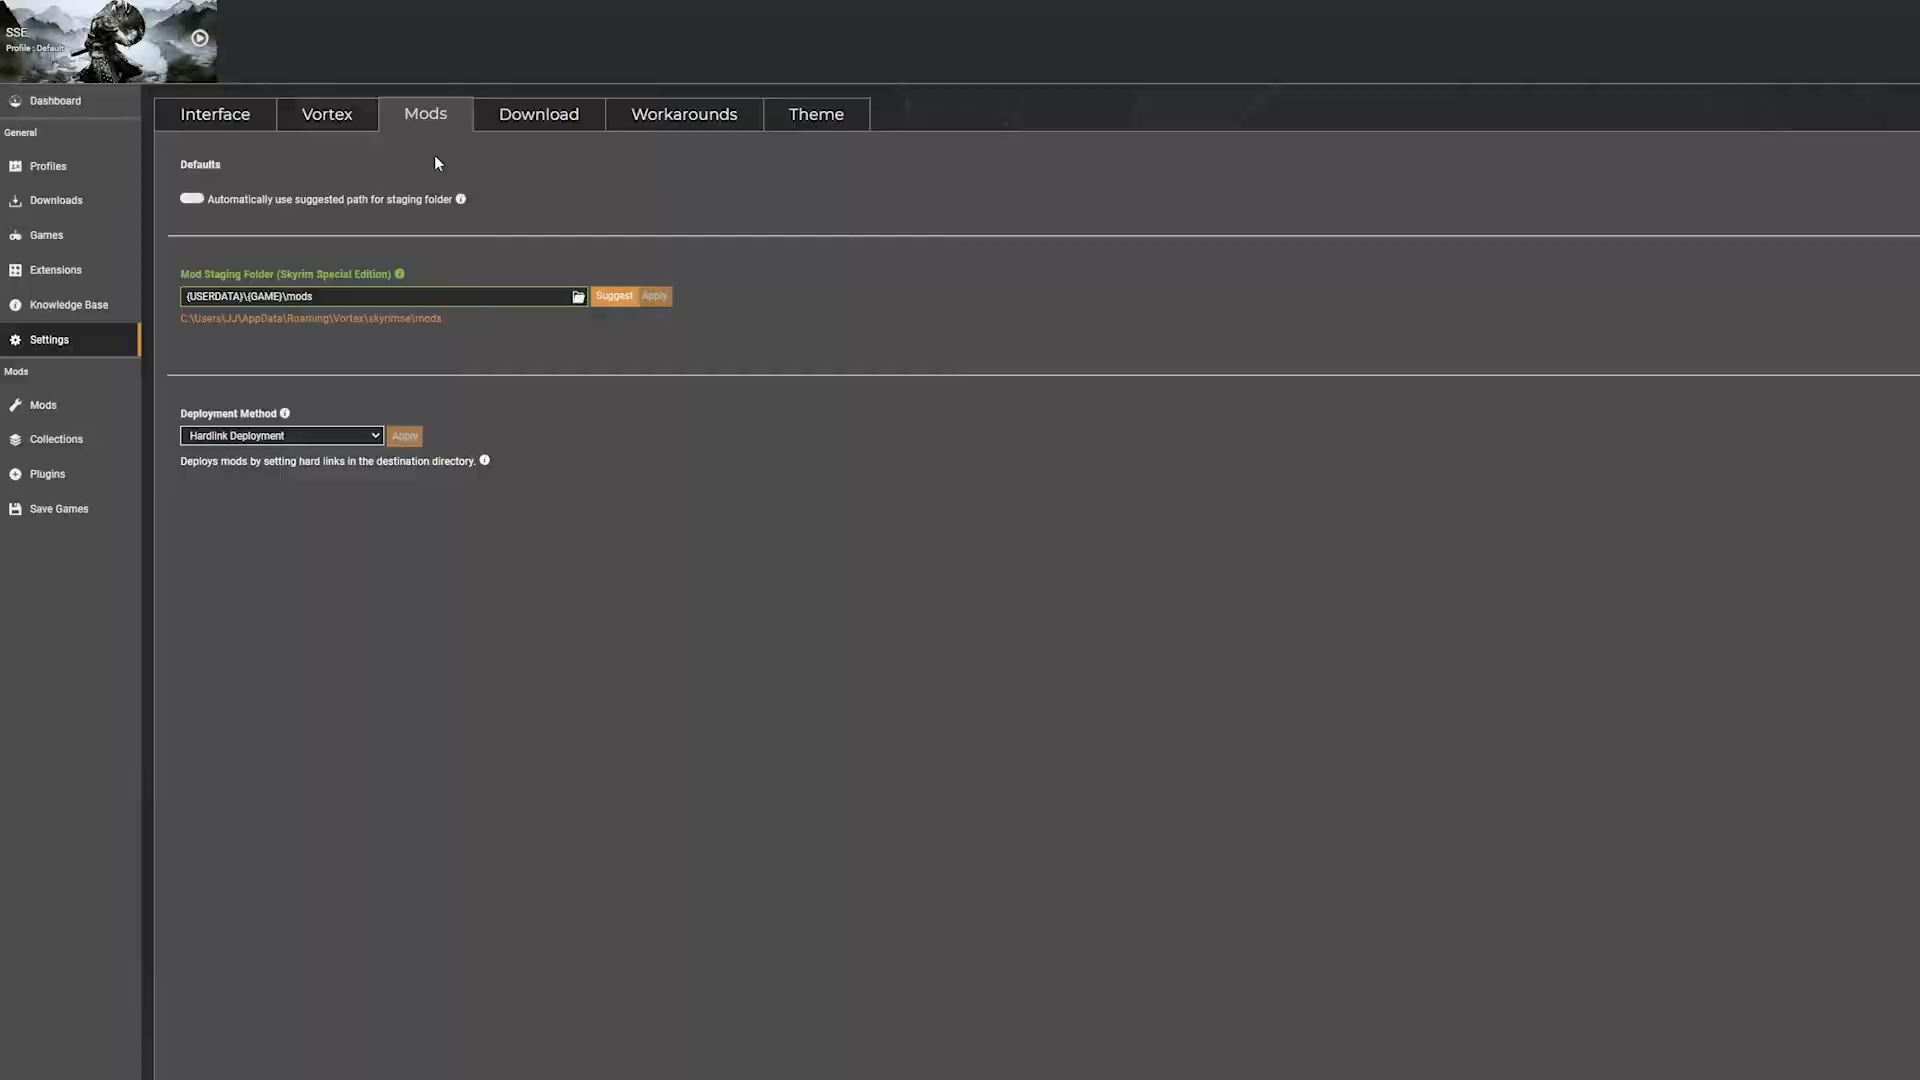 SSE
Profile : Default
Dashboard
General
Profiles
Downloads
Games
Extensions
Knowledge Base
Settings
Mods
Mods
Collections
Plugins
Save Games
Interface
Vortex
Mods
Download
Workarounds
Theme
Defaults
Automatically use suggested path for staging folder
Mod Staging Folder (Skyrim Special Edition)
{USERDATA}\{GAME}\mods
Suggest
Apply
C:\Users\JJ\AppData\Roaming\Vortex\skyrimse\mods
Deployment Method
Hardlink Deployment
Apply
Deploys mods by setting hard links in the destination directory.